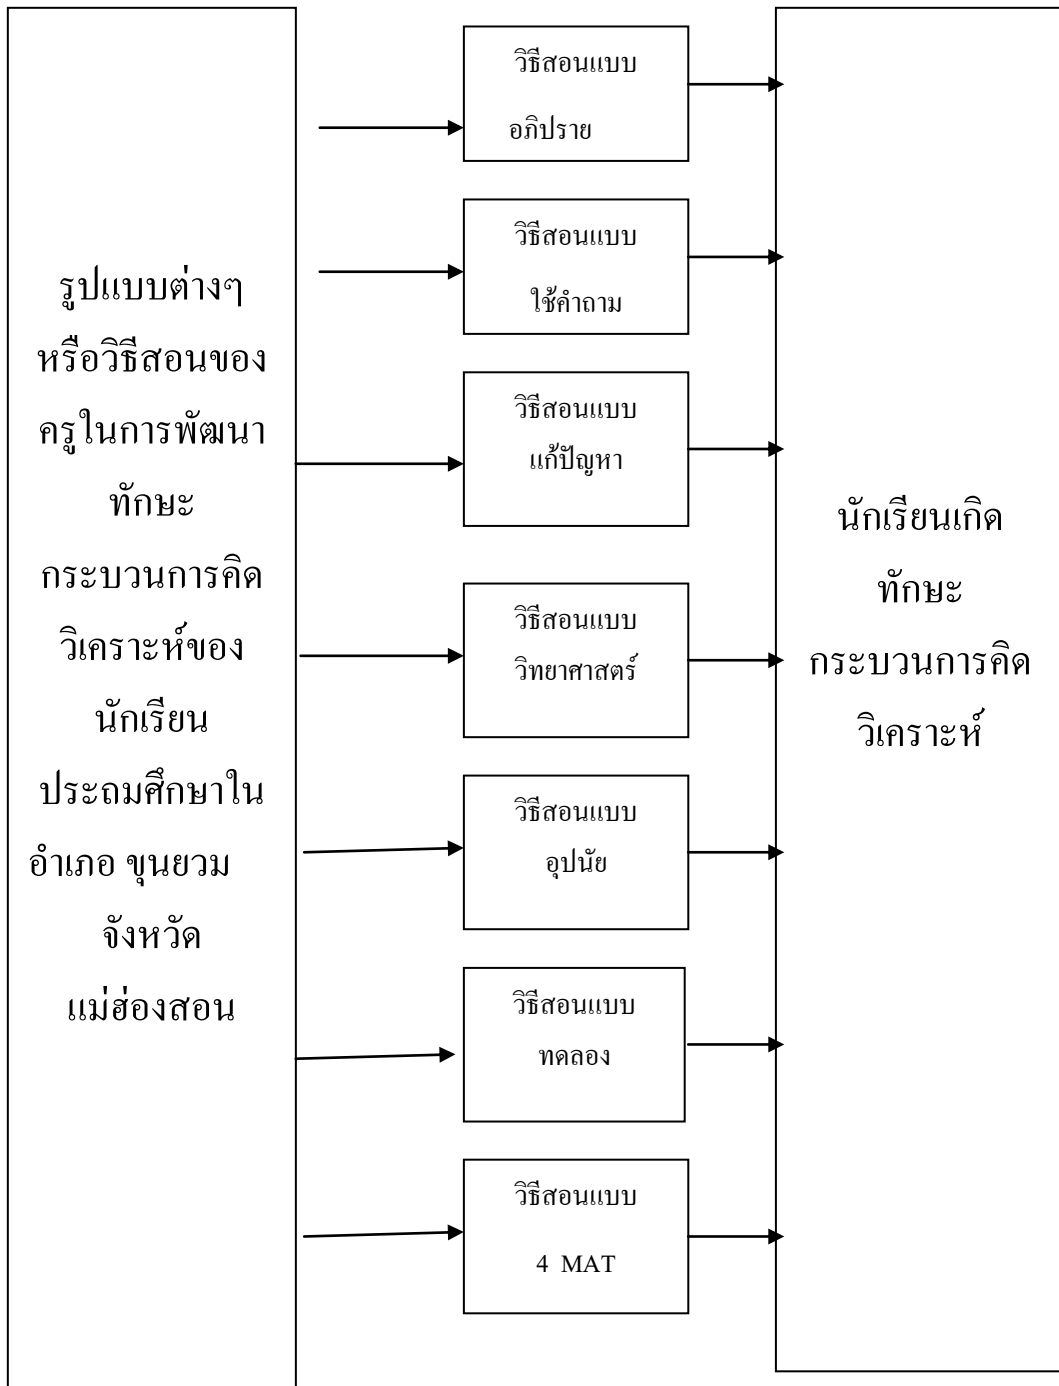 รูปแบบต่างๆ
หรือวิธีสอนของ
ครูในการพัฒนา
ทักษะ
กระบวนการคิด
วิเคราะห์ของ
นักเรียน
ประถมศึกษาใน
อำเภอ ขุนยวม
จังหวัด
แม่ฮ่องสอน
วิธีสอนแบบ
อภิปราย
วิธีสอนแบบ
ใช้คำถาม
วิธีสอนแบบ
แก้ปัญหา
วิธีสอนแบบ
วิทยาศาสตร์
วิธีสอนแบบ
อุปนัย
วิธีสอนแบบ
ทดลอง
วิธีสอนแบบ
4 MAT
นักเรียนเกิด
ทักษะ
กระบวนการคิด
วิเคราะห์